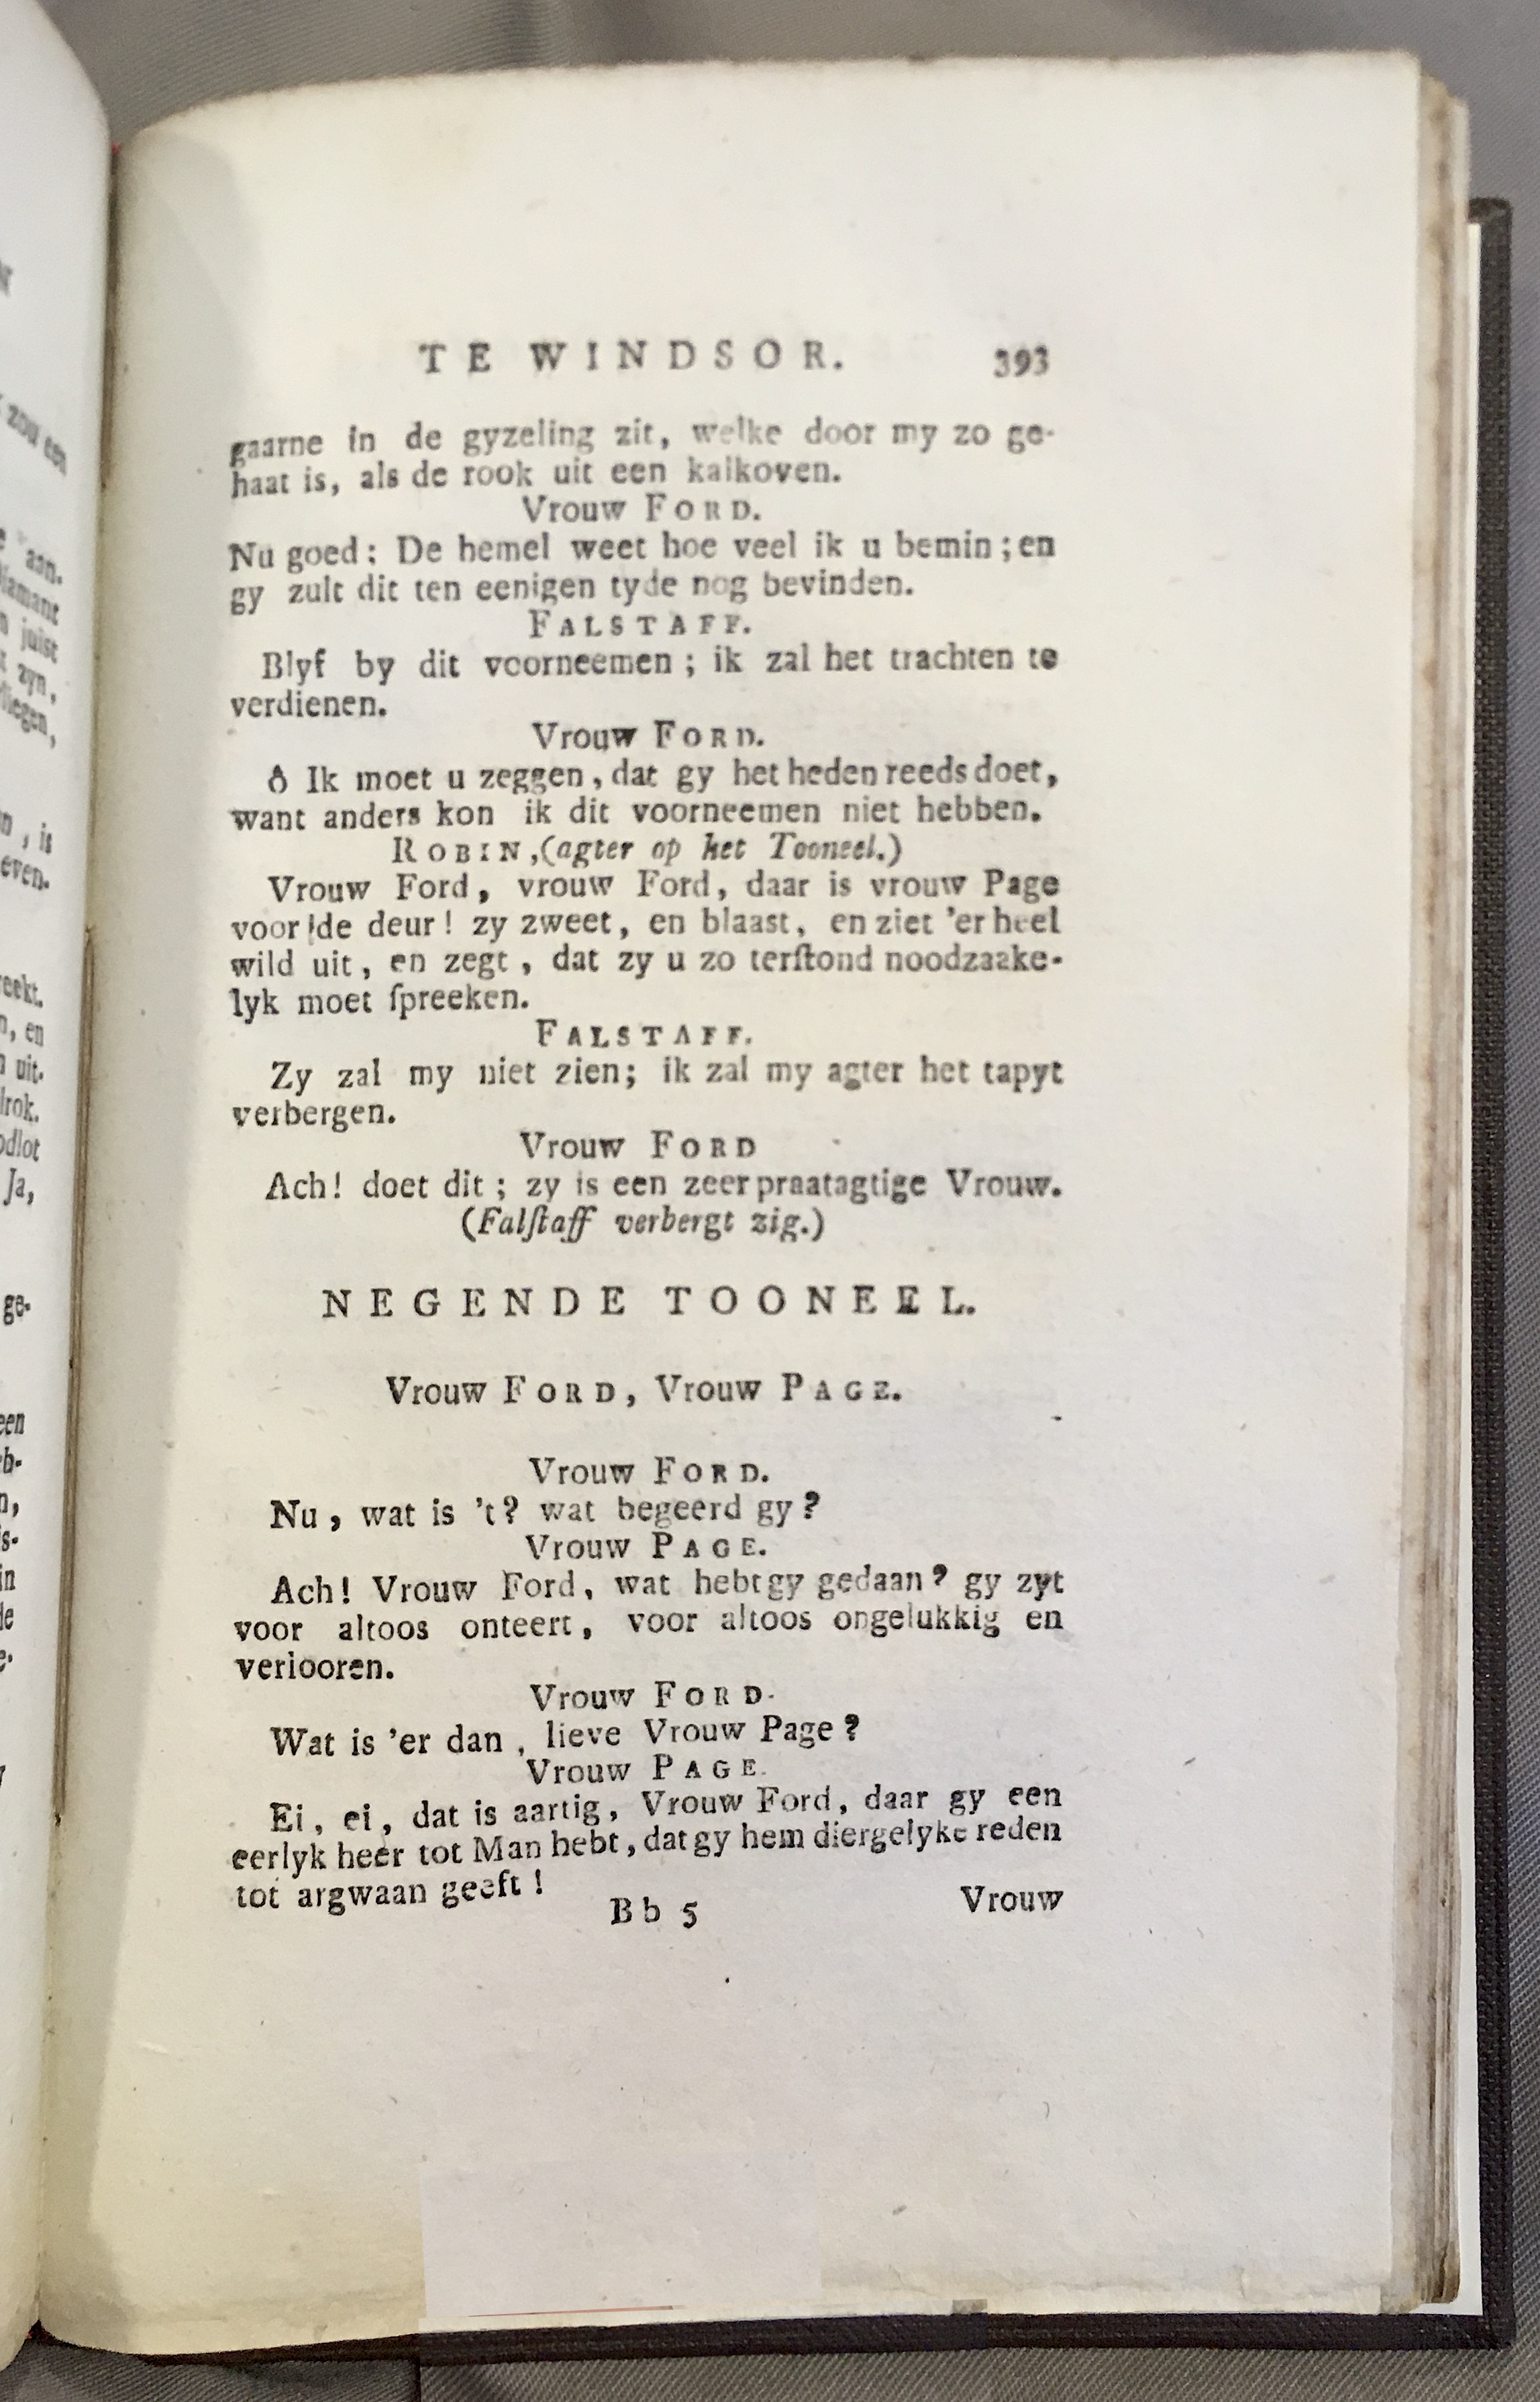 TE WINDSOR. 393
gaarne in de gyzeling zit, welke door my zo ge-
haat is, als de rook uit een kalkoven.
Vrouw FORD.
Nu goed: De hemel weet hoe veel ik u bemin; en
gy zult dit ten eenigen tyde nog bevinden.
FALSTAFF.
Blyf by dit voorneemen; ik zal het trachten te
verdienen.
Vrouw FORD.
ô Ik moet u zeggen, dat gy het heden reeds doet,
want anders kon ik dit voorneemen niet hebben.
ROBIN, (agter op het Tooneel.)
Vrouw Ford, vrouw Ford, daar is vrouw Page
voor de deur! zy zweet, en blaast, en ziet 'er heel
wild uit, en zegt, dat zy u zo terſtond noodzaake-
lyk moet ſpreeken.
FALSTAFF.
Zy zal my niet zien; ik zal my agter het tapyt
verbergen.
Vrouw FORD
Ach! doet dit; zy is een zeer praatagtige Vrouw.
(Falſtaff verbergt zig.)
NEGENDE TOONEEL.
Vrouw FORD, Vrouw PAGE.
Vrouw FORD.
Nu, wat is 't? wat begeerd gy?
Vrouw PAGE.
Ach! Vrouw Ford, wat hebt gy gedaan? gy zyt
voor altoos onteert, voor altoos ongelukkig en
verlooren.
Vrouw FORD.
Wat is 'er dan, lieve Vrouw Page?
Vrouw PAGE.
Ei, ei, dat is aartig, Vrouw Ford, daar gy een
eerlyk heer tot Man hebt, dat gy hem diergelyke reden
tot argwaan geeft!
Bb 5 Vrouw